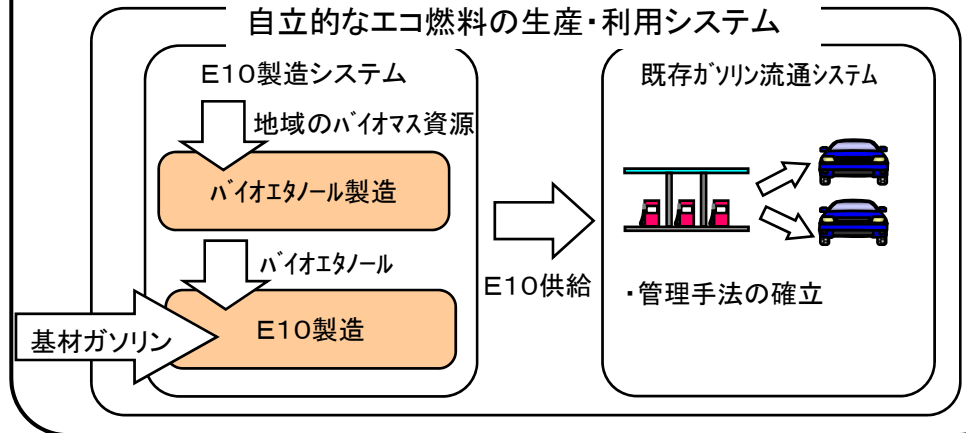 自立的なエコ燃料の生産・利用システム
E10製造システム
地域のﾊﾞｲｵﾏｽ資源
ﾊﾞｲｵｴﾀﾉｰﾙ製造
ﾊﾞｲｵｴﾀﾉｰﾙ
基材ガソリン
E10製造
E10供給
既存ｶﾞｿﾘﾝ流通ｼｽﾃﾑ
・管理手法の確立